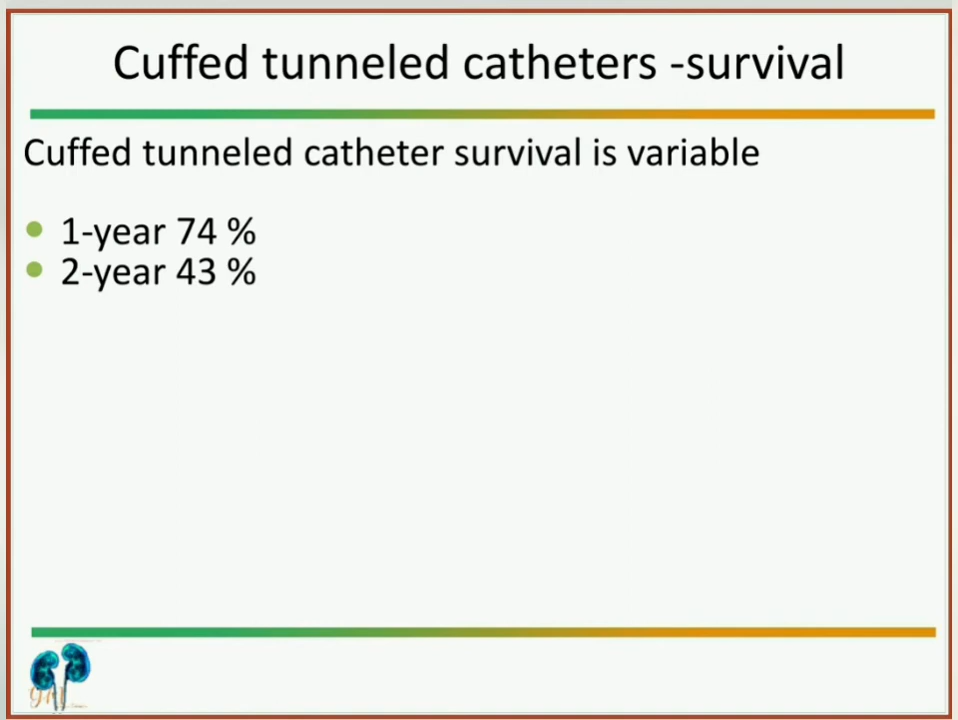 Cuffed tunneled catheters -survival
Cuffed tunneled catheter survival is variable
1-year 74 %
2-year 43 %